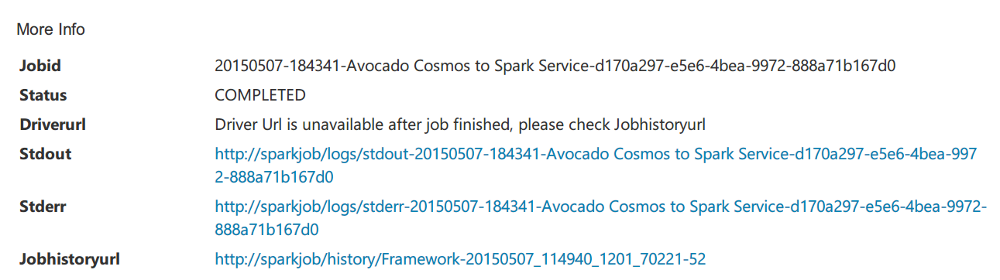 More Info
Jobid 20150507-184341-Avocado Cosmos to Spark Service-d170a297-e5e6-4bea-9972-888a71b167d0
Status COMPLETED
Driverurl Driver Url is unavailable after job finished, please check Jobhistoryurl
Stdout http://sparkjob/logs/stdout-20150507-184341-Avocado Cosmos to Spark Service-d170a297-e5e6-4bea-997
2-888a71b167d0
Stderr http://sparkjob/logs/stderr-20150507-184341-Avocado Cosmos to Spark Service-d170a297-e5e6-4bea-9972-
888a71b167d0
Jobhistoryurl http://sparkjob/history/Framework-20150507_114940_1201_70221-52